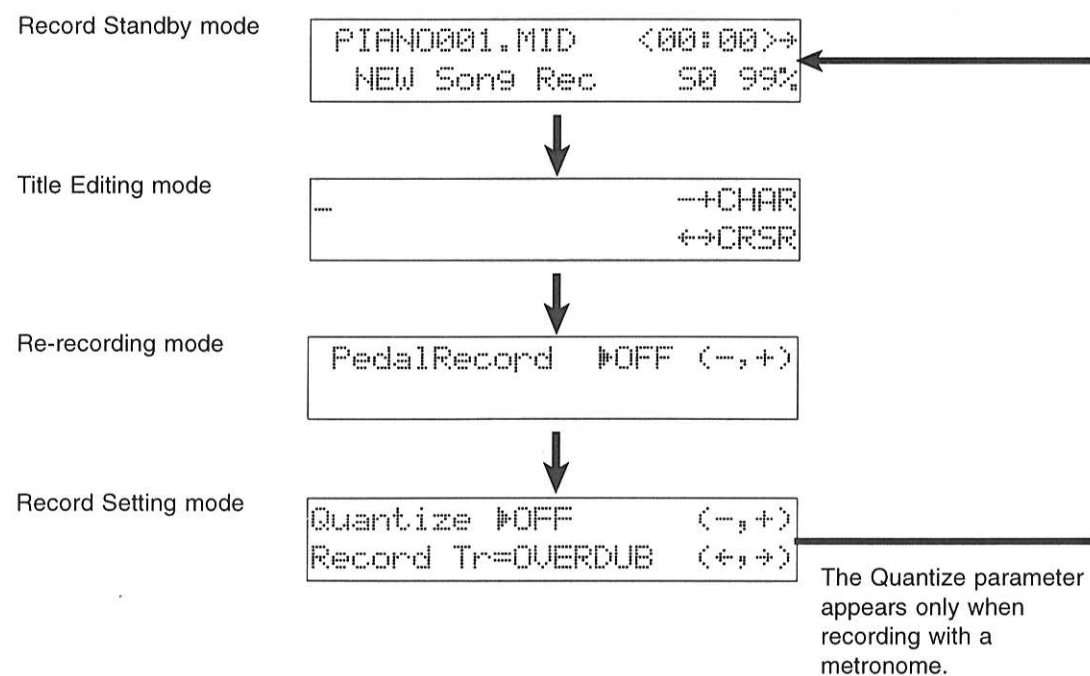 Record Standby mode
PIANO001.MID <00:00>→
NEW Song Rec S0 99%
Title Editing mode
_ −+CHAR
←→CRSR
Re-recording mode
PedalRecord ▶OFF (−,+)
Record Setting mode
Quantize ▶OFF (−,+)
Record Tr=OVERDUB (←,→)
The Quantize parameter
appears only when
recording with a
metronome.